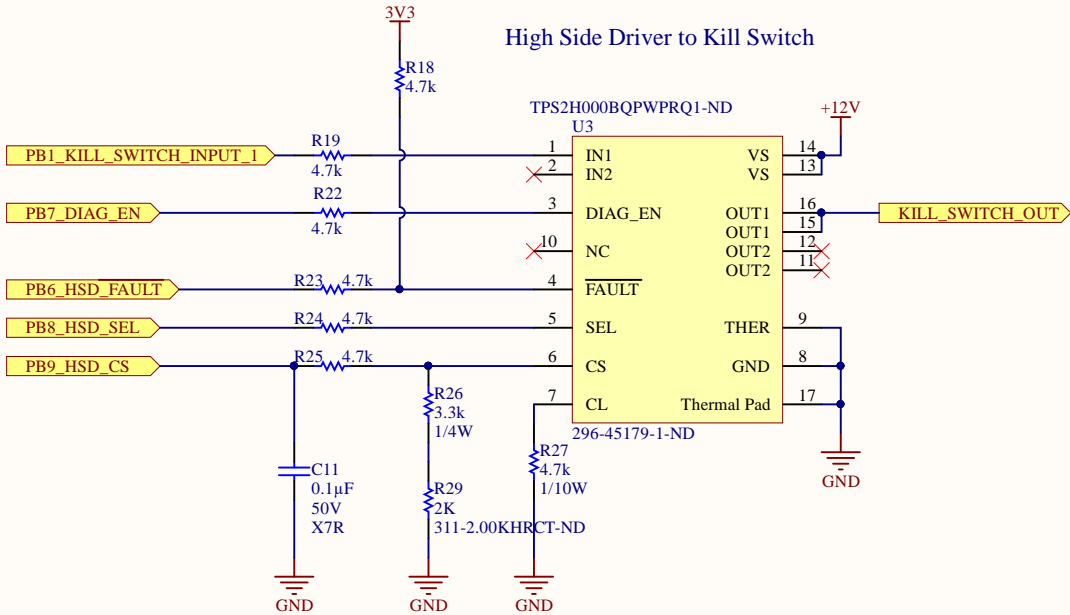 3V3
High Side Driver to Kill Switch
R18
4.7k
TPS2H000BQPWPRQ1-ND
U3
+12V
PB1_KILL_SWITCH_INPUT_1
R19
4.7k
1
IN1
VS
14
2
IN2
VS
13
PB7_DIAG_EN
R22
4.7k
3
DIAG_EN
OUT1
16
KILL_SWITCH_OUT
OUT1
15
10
NC
OUT2
12
OUT2
11
PB6_HSD_FAULT
R23
4.7k
4
FAULT
PB8_HSD_SEL
R24
4.7k
5
SEL
THER
9
PB9_HSD_CS
R25
4.7k
6
CS
GND
8
7
CL
Thermal Pad
17
296-45179-1-ND
R26
3.3k
1/4W
R27
4.7k
1/10W
C11
0.1µF
50V
X7R
R29
2K
311-2.00KHRCT-ND
GND
GND
GND
GND